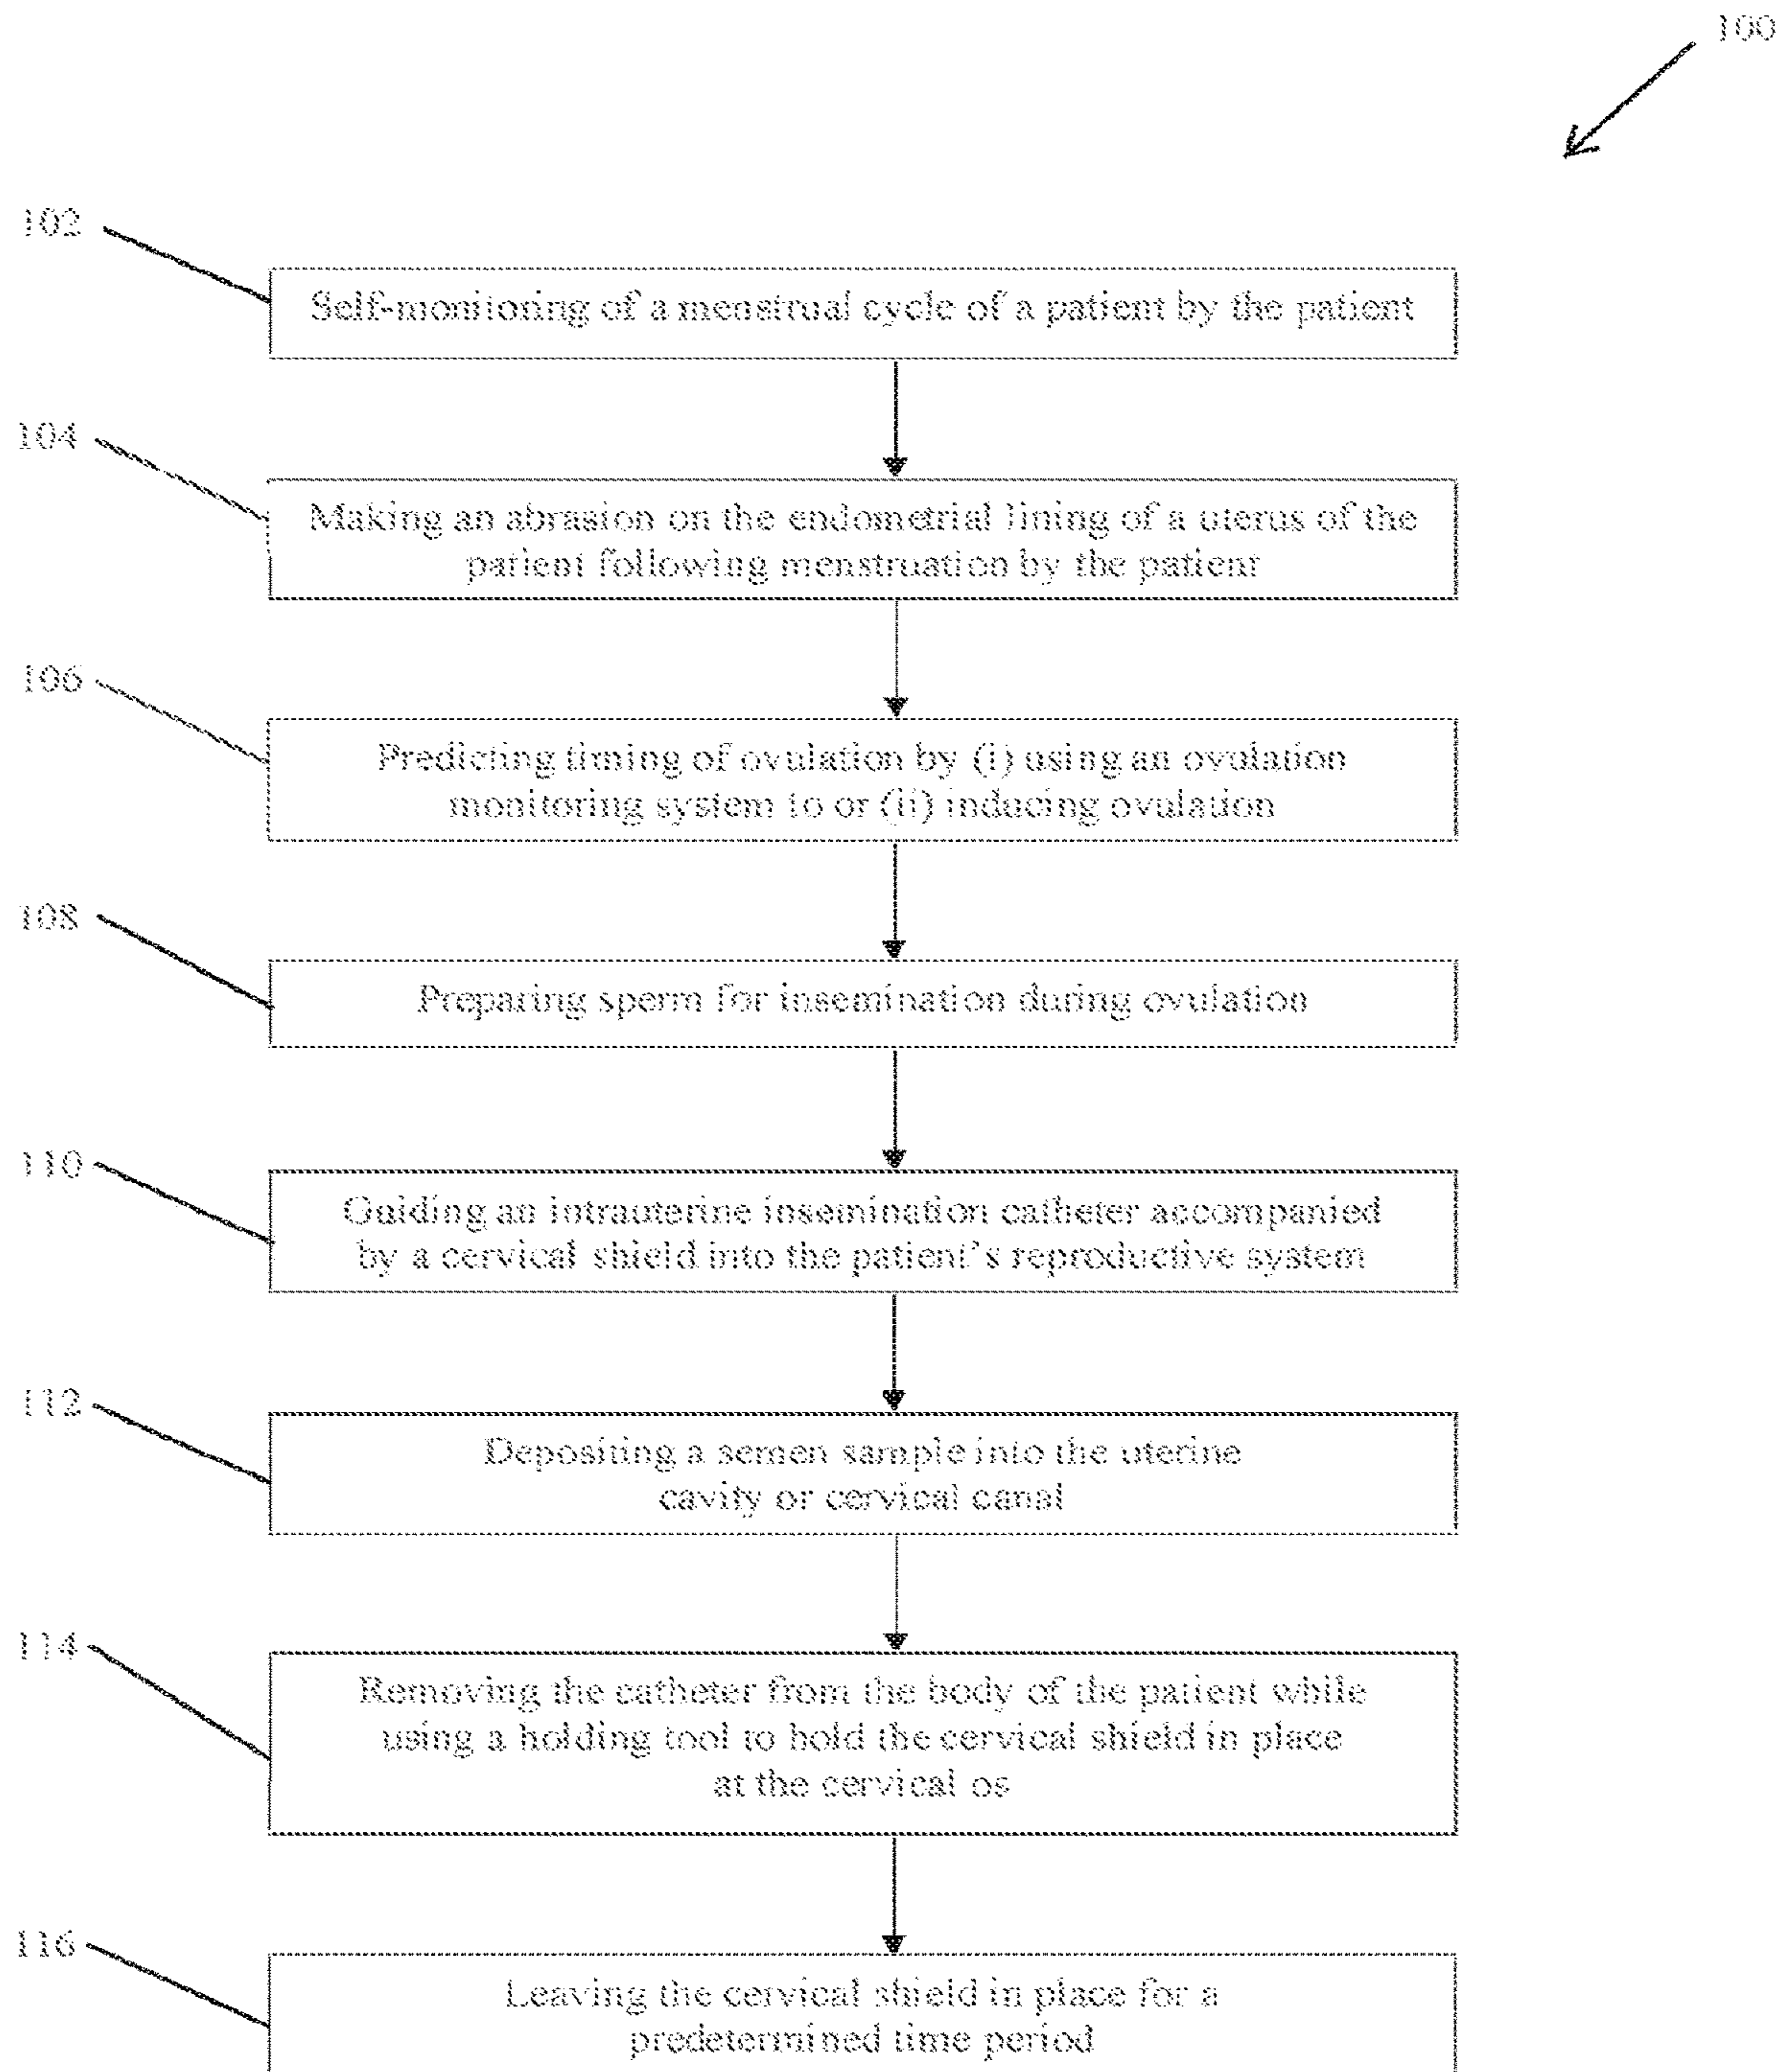 100
102
Self-monitoring of a menstrual cycle of a patient by the patient
104
Making an abrasion on the endometrial lining of a uterus of the
patient following menstruation by the patient
106
Predicting timing of ovulation by (i) using an ovulation
monitoring system to or (ii) inducing ovulation
108
Preparing sperm for insemination during ovulation
110
Guiding an intrauterine insemination catheter accompanied
by a cervical shield into the patient's reproductive system
112
Depositing a semen sample into the uterine
cavity or cervical canal
114
Removing the catheter from the body of the patient while
using a holding tool to hold the cervical shield in place
at the cervical os
116
Leaving the cervical shield in place for a
predetermined time period